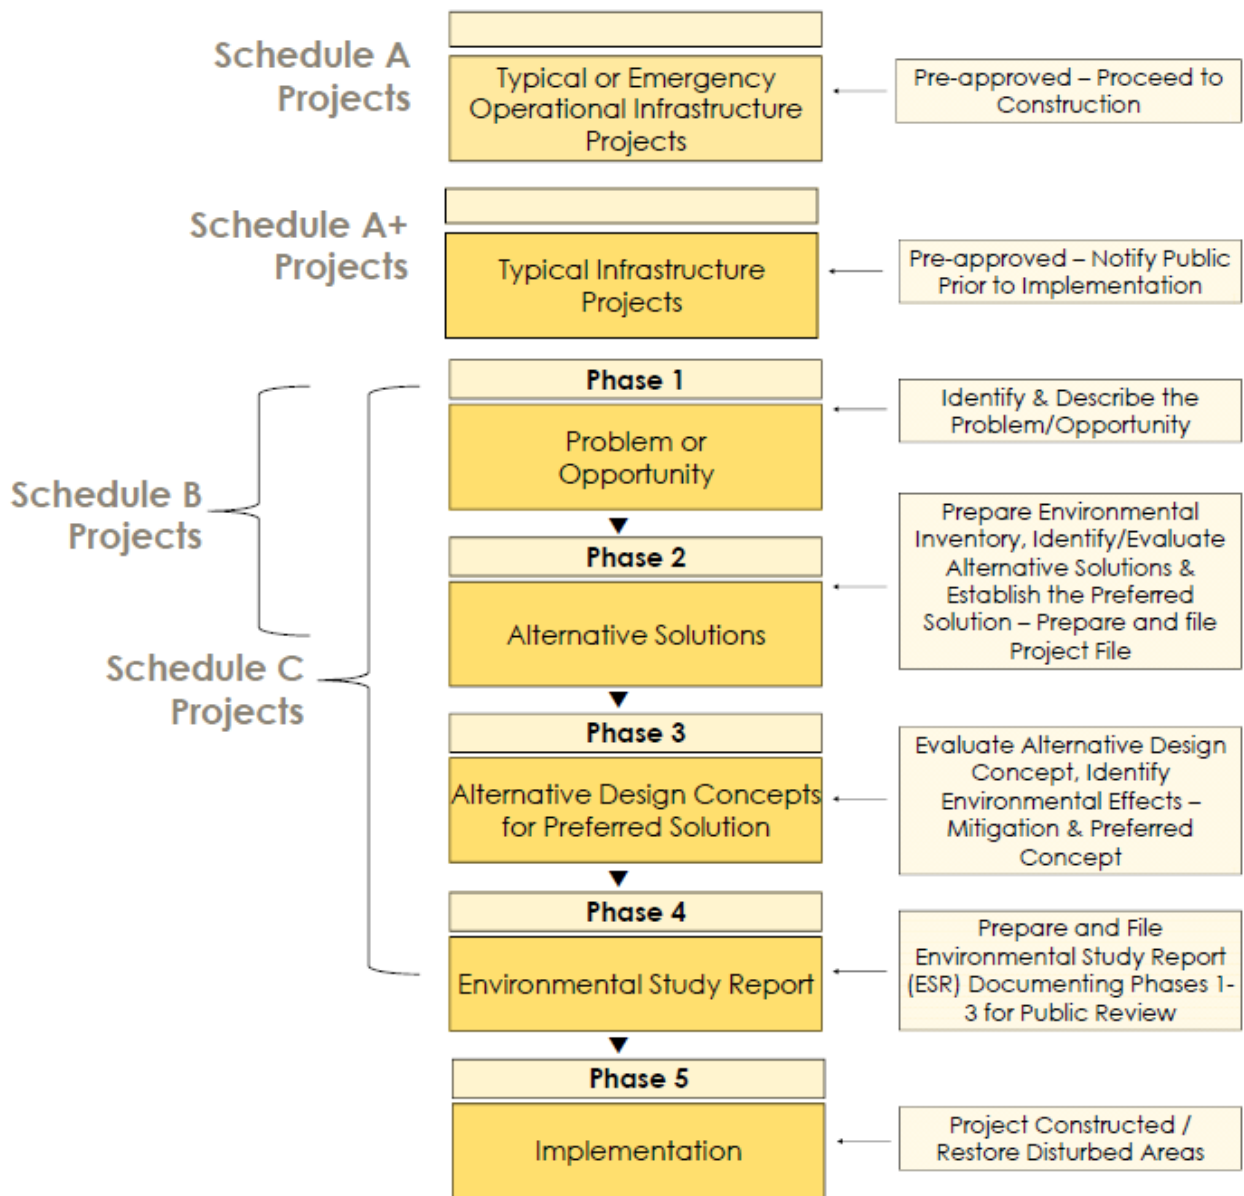 Schedule A
Projects
Typical or Emergency
Operational Infrastructure
Projects
Pre-approved – Proceed to
Construction
Schedule A+
Projects
Typical Infrastructure
Projects
Pre-approved – Notify Public
Prior to Implementation
Phase 1
Problem or
Opportunity
Identify & Describe the
Problem/Opportunity
Schedule B
Projects
Phase 2
Alternative Solutions
Prepare Environmental
Inventory, Identify/Evaluate
Alternative Solutions &
Establish the Preferred
Solution – Prepare and file
Project File
Schedule C
Projects
Phase 3
Alternative Design Concepts
for Preferred Solution
Evaluate Alternative Design
Concept, Identify
Environmental Effects –
Mitigation & Preferred
Concept
Phase 4
Environmental Study Report
Prepare and File
Environmental Study Report
(ESR) Documenting Phases 1-
3 for Public Review
Phase 5
Implementation
Project Constructed /
Restore Disturbed Areas